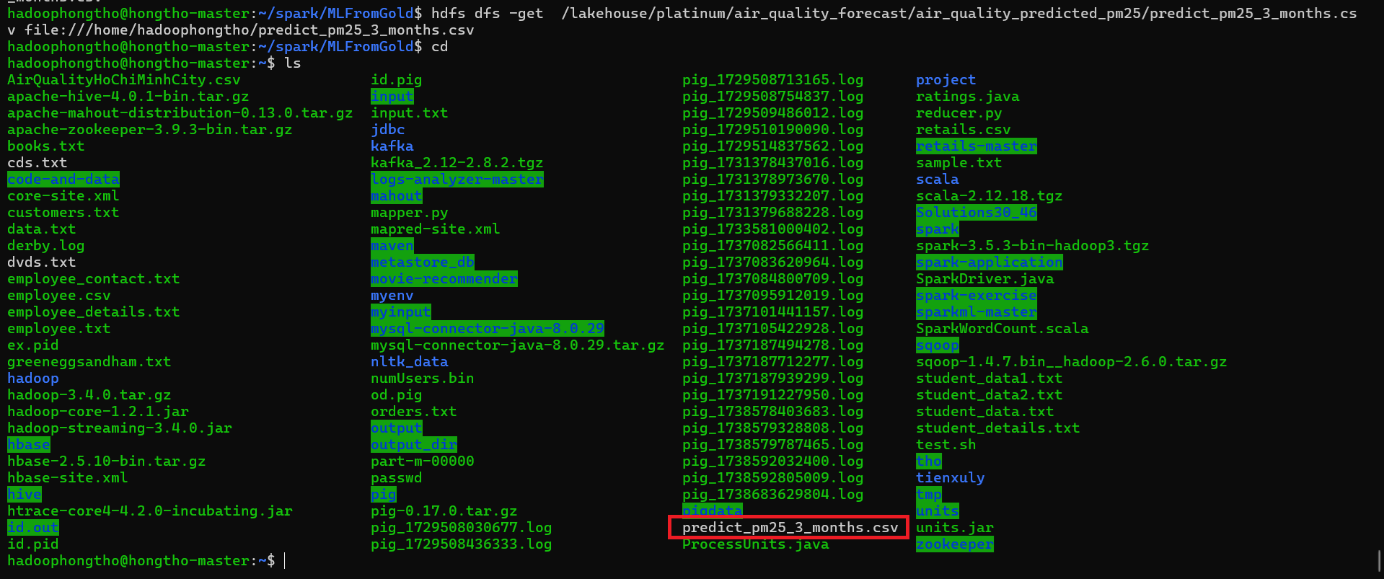 _months.csv
hadoophongtho@hongtho-master:~/spark/MLFromGold$ hdfs dfs -get  /lakehouse/platinum/air_quality_forecast/air_quality_predicted_pm25/predict_pm25_3_months.cs
v file:///home/hadoophongtho/predict_pm25_3_months.csv
hadoophongtho@hongtho-master:~/spark/MLFromGold$ cd
hadoophongtho@hongtho-master:~$ ls
AirQualityHoChiMinhCity.csv id.pig pig_1729508713165.log project
apache-hive-4.0.1-bin.tar.gz input pig_1729508754837.log ratings.java
apache-mahout-distribution-0.13.0.tar.gz input.txt pig_1729509486012.log reducer.py
apache-zookeeper-3.9.3-bin.tar.gz jdbc pig_1729510190090.log retails.csv
books.txt kafka pig_1729514837562.log retails-master
cds.txt kafka_2.12-2.8.2.tgz pig_1731378437016.log sample.txt
code-and-data logs-analyzer-master pig_1731378973670.log scala
core-site.xml mahout pig_1731379332207.log scala-2.12.18.tgz
customers.txt mapper.py pig_1731379688228.log Solutions30_46
data.txt mapred-site.xml pig_1733581000402.log spark
derby.log maven pig_1737082566411.log spark-3.5.3-bin-hadoop3.tgz
dvds.txt metastore_db pig_1737083620964.log spark-application
employee_contact.txt movie-recommender pig_1737084800709.log SparkDriver.java
employee.csv myenv pig_1737095912019.log spark-exercise
employee_details.txt myinput pig_1737101441157.log sparkml-master
employee.txt mysql-connector-java-8.0.29 pig_1737105422928.log SparkWordCount.scala
ex.pid mysql-connector-java-8.0.29.tar.gz pig_1737187494278.log sqoop
greeneggsandham.txt nltk_data pig_1737187712277.log sqoop-1.4.7.bin__hadoop-2.6.0.tar.gz
hadoop numUsers.bin pig_1737187939299.log student_data1.txt
hadoop-3.4.0.tar.gz od.pig pig_1737191227950.log student_data2.txt
hadoop-core-1.2.1.jar orders.txt pig_1738578403683.log student_data.txt
hadoop-streaming-3.4.0.jar output pig_1738579328808.log student_details.txt
hbase output_dir pig_1738579787465.log test.sh
hbase-2.5.10-bin.tar.gz part-m-00000 pig_1738592032400.log tho
hbase-site.xml passwd pig_1738592805009.log tienxuly
hive pig pig_1738683629804.log tmp
htrace-core4-4.2.0-incubating.jar pig-0.17.0.tar.gz pigdata units
id.out pig_1729508030677.log predict_pm25_3_months.csv units.jar
id.pid pig_1729508436333.log ProcessUnits.java zookeeper
hadoophongtho@hongtho-master:~$